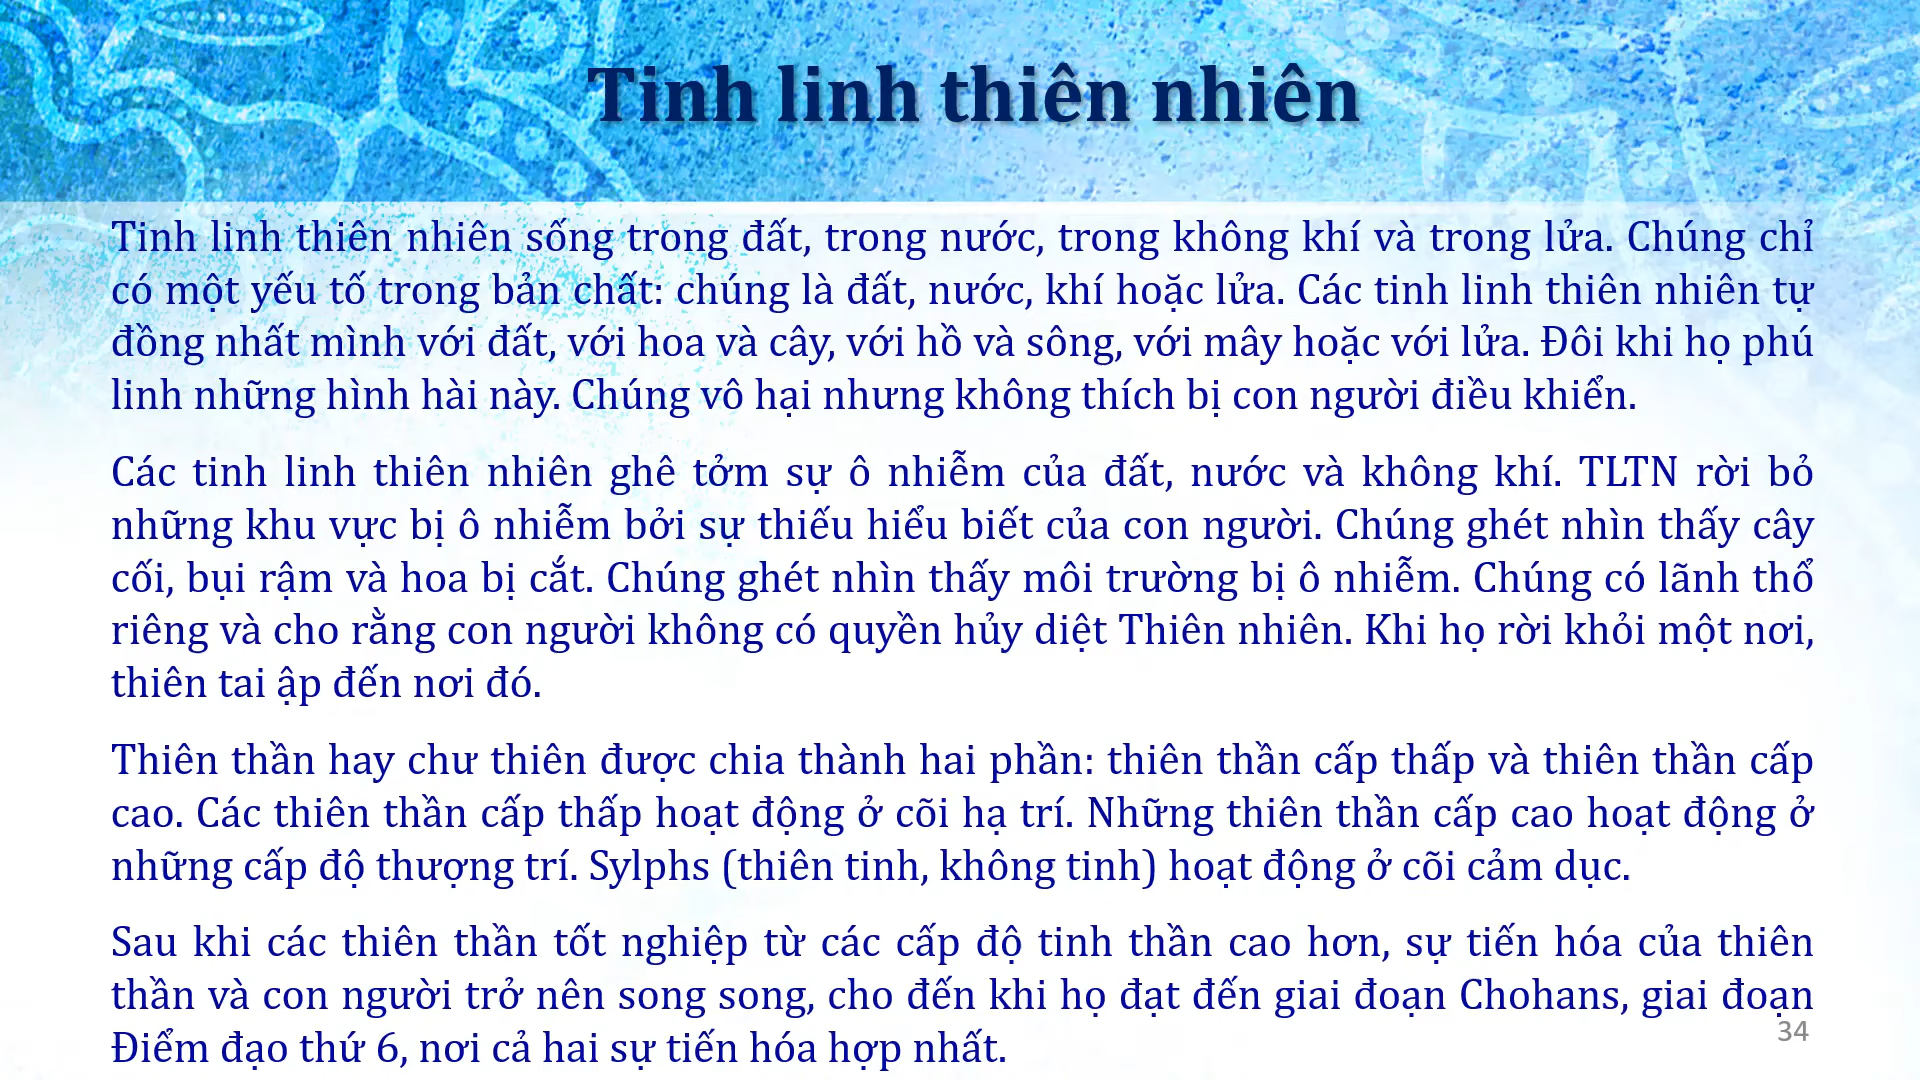 Tinh linh thiên nhiên
Tinh linh thiên nhiên sống trong đất, trong nước, trong không khí và trong lửa. Chúng chỉ
có một yếu tố trong bản chất: chúng là đất, nước, khí hoặc lửa. Các tinh linh thiên nhiên tự
đồng nhất mình với đất, với hoa và cây, với hồ và sông, với mây hoặc với lửa. Đôi khi họ phú
linh những hình hài này. Chúng vô hại nhưng không thích bị con người điều khiển.
Các tinh linh thiên nhiên ghê tởm sự ô nhiễm của đất, nước và không khí. TLTN rời bỏ
những khu vực bị ô nhiễm bởi sự thiếu hiểu biết của con người. Chúng ghét nhìn thấy cây
cối, bụi rậm và hoa bị cắt. Chúng ghét nhìn thấy môi trường bị ô nhiễm. Chúng có lãnh thổ
riêng và cho rằng con người không có quyền hủy diệt Thiên nhiên. Khi họ rời khỏi một nơi,
thiên tai ập đến nơi đó.
Thiên thần hay chư thiên được chia thành hai phần: thiên thần cấp thấp và thiên thần cấp
cao. Các thiên thần cấp thấp hoạt động ở cõi hạ trí. Những thiên thần cấp cao hoạt động ở
những cấp độ thượng trí. Sylphs (thiên tinh, không tinh) hoạt động ở cõi cảm dục.
Sau khi các thiên thần tốt nghiệp từ các cấp độ tinh thần cao hơn, sự tiến hóa của thiên
thần và con người trở nên song song, cho đến khi họ đạt đến giai đoạn Chohans, giai đoạn
Điểm đạo thứ 6, nơi cả hai sự tiến hóa hợp nhất.
34